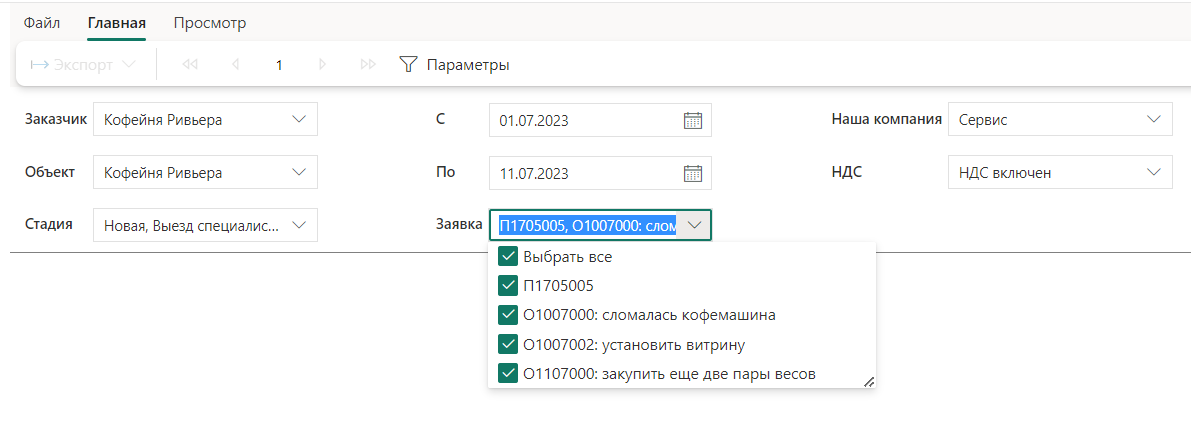 Файл Главная Просмотр
Экспорт 1 Параметры
Заказчик Кофейня Ривьера С 01.07.2023 Наша компания Сервис
Объект Кофейня Ривьера По 11.07.2023 НДС НДС включен
Стадия Новая, Выезд специалис... Заявка П1705005, О1007000: слом
Выбрать все
П1705005
О1007000: сломалась кофемашина
О1007002: установить витрину
О1107000: закупить еще две пары весов